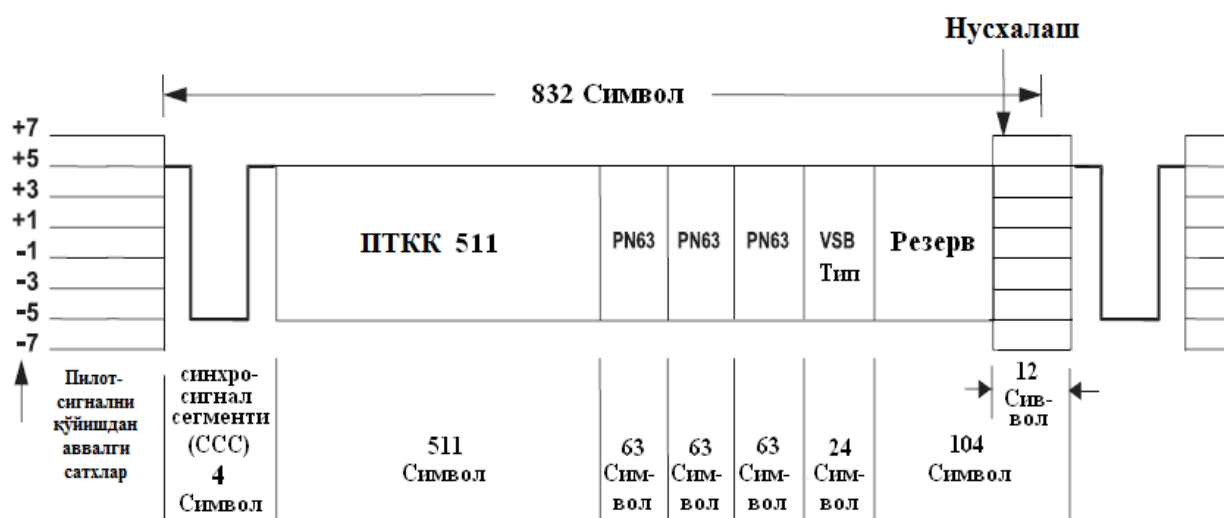 Нусхалаш
832 Символ
+7
+5
+3
+1
-1
-3
-5
-7
ПТКК 511
PN63
PN63
PN63
VSB
Тип
Резерв
Пилот-
сигнални
қўйишдан
аввалги
сатхлар
синхро-
сигнал
сегменти
(ССС)
4
Символ
511
Символ
63
Сим-
вол
63
Сим-
вол
63
Сим-
вол
24
Сим-
вол
104
Символ
12
Сив-
вол